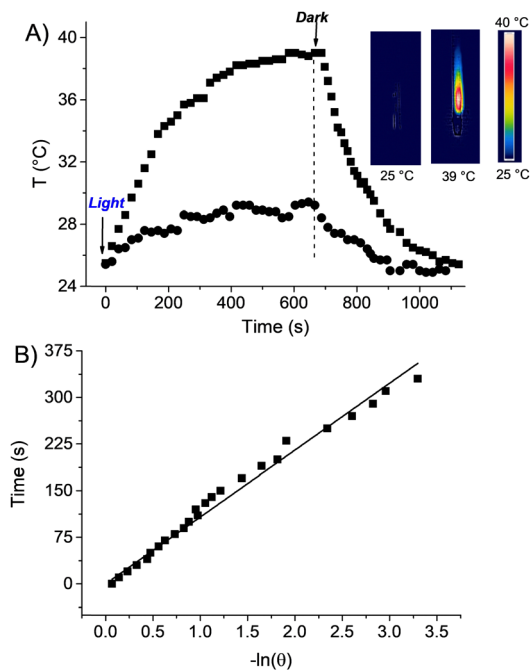 A)
Dark
40 °C
40
36
T (°C)
32
28
24
Light
25 °C
39 °C
25 °C
0 200 400 600 800 1000
Time (s)
B)
375
300
Time (s)
225
150
75
0
0.0 0.5 1.0 1.5 2.0 2.5 3.0 3.5
-ln(θ)